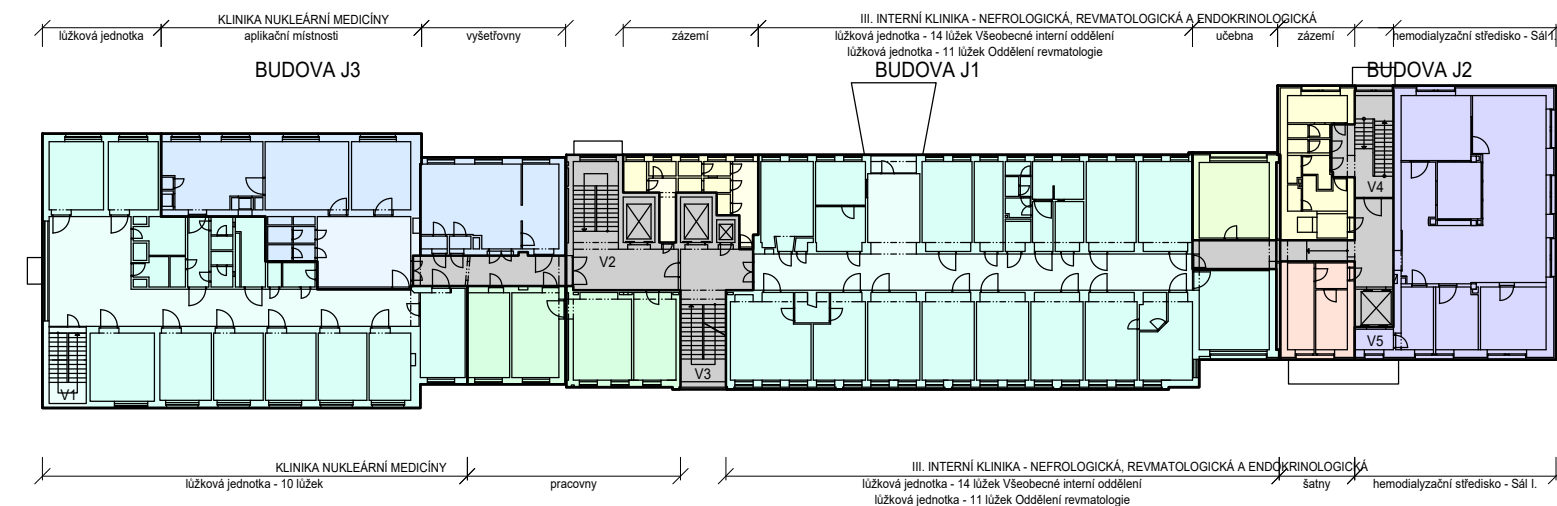 KLINIKA NUKLEÁRNÍ MEDICÍNY
III. INTERNÍ KLINIKA - NEFROLOGICKÁ, REVMATOLOGICKÁ A ENDOKRINOLOGICKÁ
lůžková jednotka
aplikační místnosti
vyšetřovny
zázemí
lůžková jednotka - 14 lůžek Všeobecné interní oddělení
lůžková jednotka - 11 lůžek Oddělení revmatologie
učebna
zázemí
hemodialyzační středisko - Sál I.
BUDOVA J3
BUDOVA J1
BUDOVA J2
V4
V2
V5
V3
V1
KLINIKA NUKLEÁRNÍ MEDICÍNY
III. INTERNÍ KLINIKA - NEFROLOGICKÁ, REVMATOLOGICKÁ A ENDOKRINOLOGICKÁ
lůžková jednotka - 10 lůžek
pracovny
lůžková jednotka - 14 lůžek Všeobecné interní oddělení
lůžková jednotka - 11 lůžek Oddělení revmatologie
šatny
hemodialyzační středisko - Sál I.